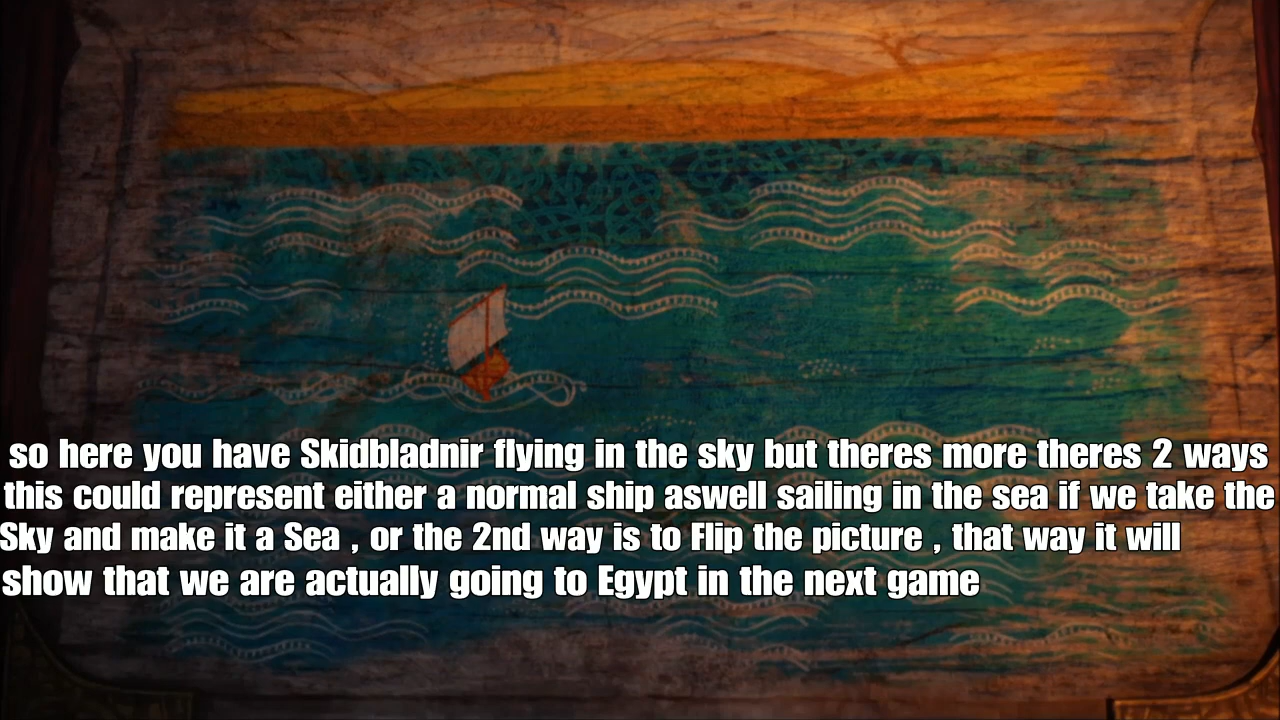 so here you have Skidbladnir flying in the sky but theres more theres 2 ways
this could represent either a normal ship aswell sailing in the sea if we take the
Sky and make it a Sea , or the 2nd way is to Flip the picture , that way it will
show that we are actually going to Egypt in the next game